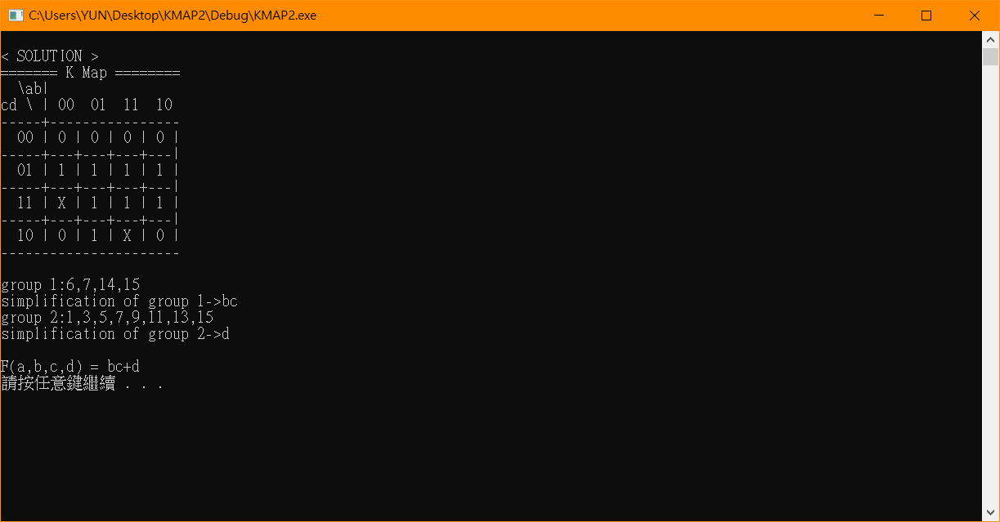 C:\Users\YUN\Desktop\KMAP2\Debug\KMAP2.exe
< SOLUTION >
======= K Map ========
  \ab|
cd \ | 00  01  11  10
-----+----------------
  00 | 0 | 0 | 0 | 0 |
-----+---+---+---+---|
  01 | 1 | 1 | 1 | 1 |
-----+---+---+---+---|
  11 | X | 1 | 1 | 1 |
-----+---+---+---+---|
  10 | 0 | 1 | X | 0 |
----------------------
group 1:6,7,14,15
simplification of group 1->bc
group 2:1,3,5,7,9,11,13,15
simplification of group 2->d
F(a,b,c,d) = bc+d
請按任意鍵繼續 . . .